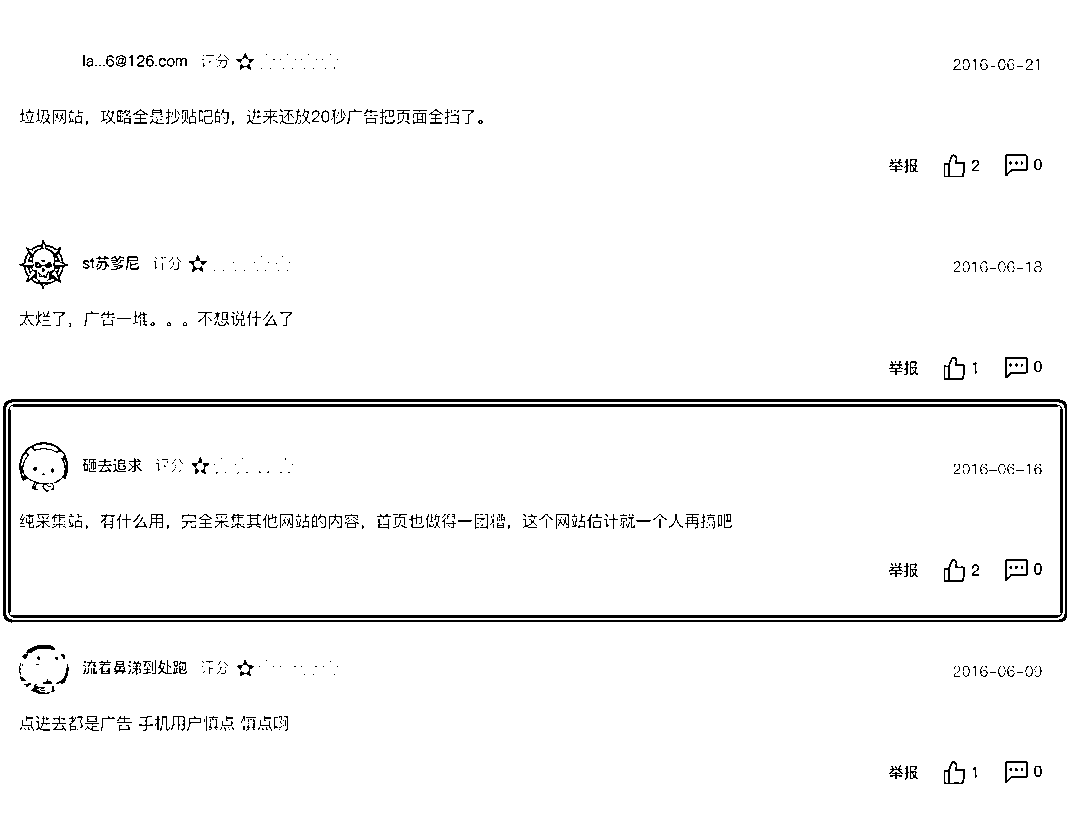 la...6@126.com 评分
2016-06-21
垃圾网站，攻略全是抄贴吧的，进来还放20秒广告把页面全挡了。
举报 2 0
st苏爹尼 评分
2016-06-18
太烂了，广告一堆。。。不想说什么了
举报 1 0
砸去追求 评分
2016-06-16
纯采集站，有什么用，完全采集其他网站的内容，首页也做得一团糟，这个网站估计就一个人再搞吧
举报 2 0
流着鼻涕到处跑 评分
2016-06-09
点进去都是广告 手机用户慎点 慎点啊
举报 1 0